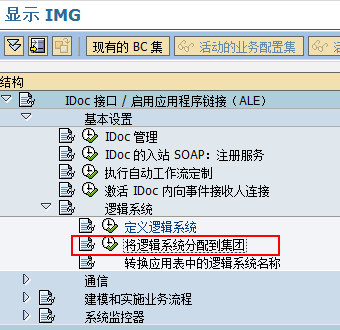 显示 IMG
现有的 BC 集 活动的业务配置集 活
结构
IDoc 接口 / 启用应用程序链接（ALE）
基本设置
IDoc 管理
IDoc 的入站 SOAP：注册服务
执行自动工作流定制
激活 IDoc 内向事件接收人连接
逻辑系统
定义逻辑系统
将逻辑系统分配到集团
转换应用表中的逻辑系统名称
通信
建模和实施业务流程
系统监控器